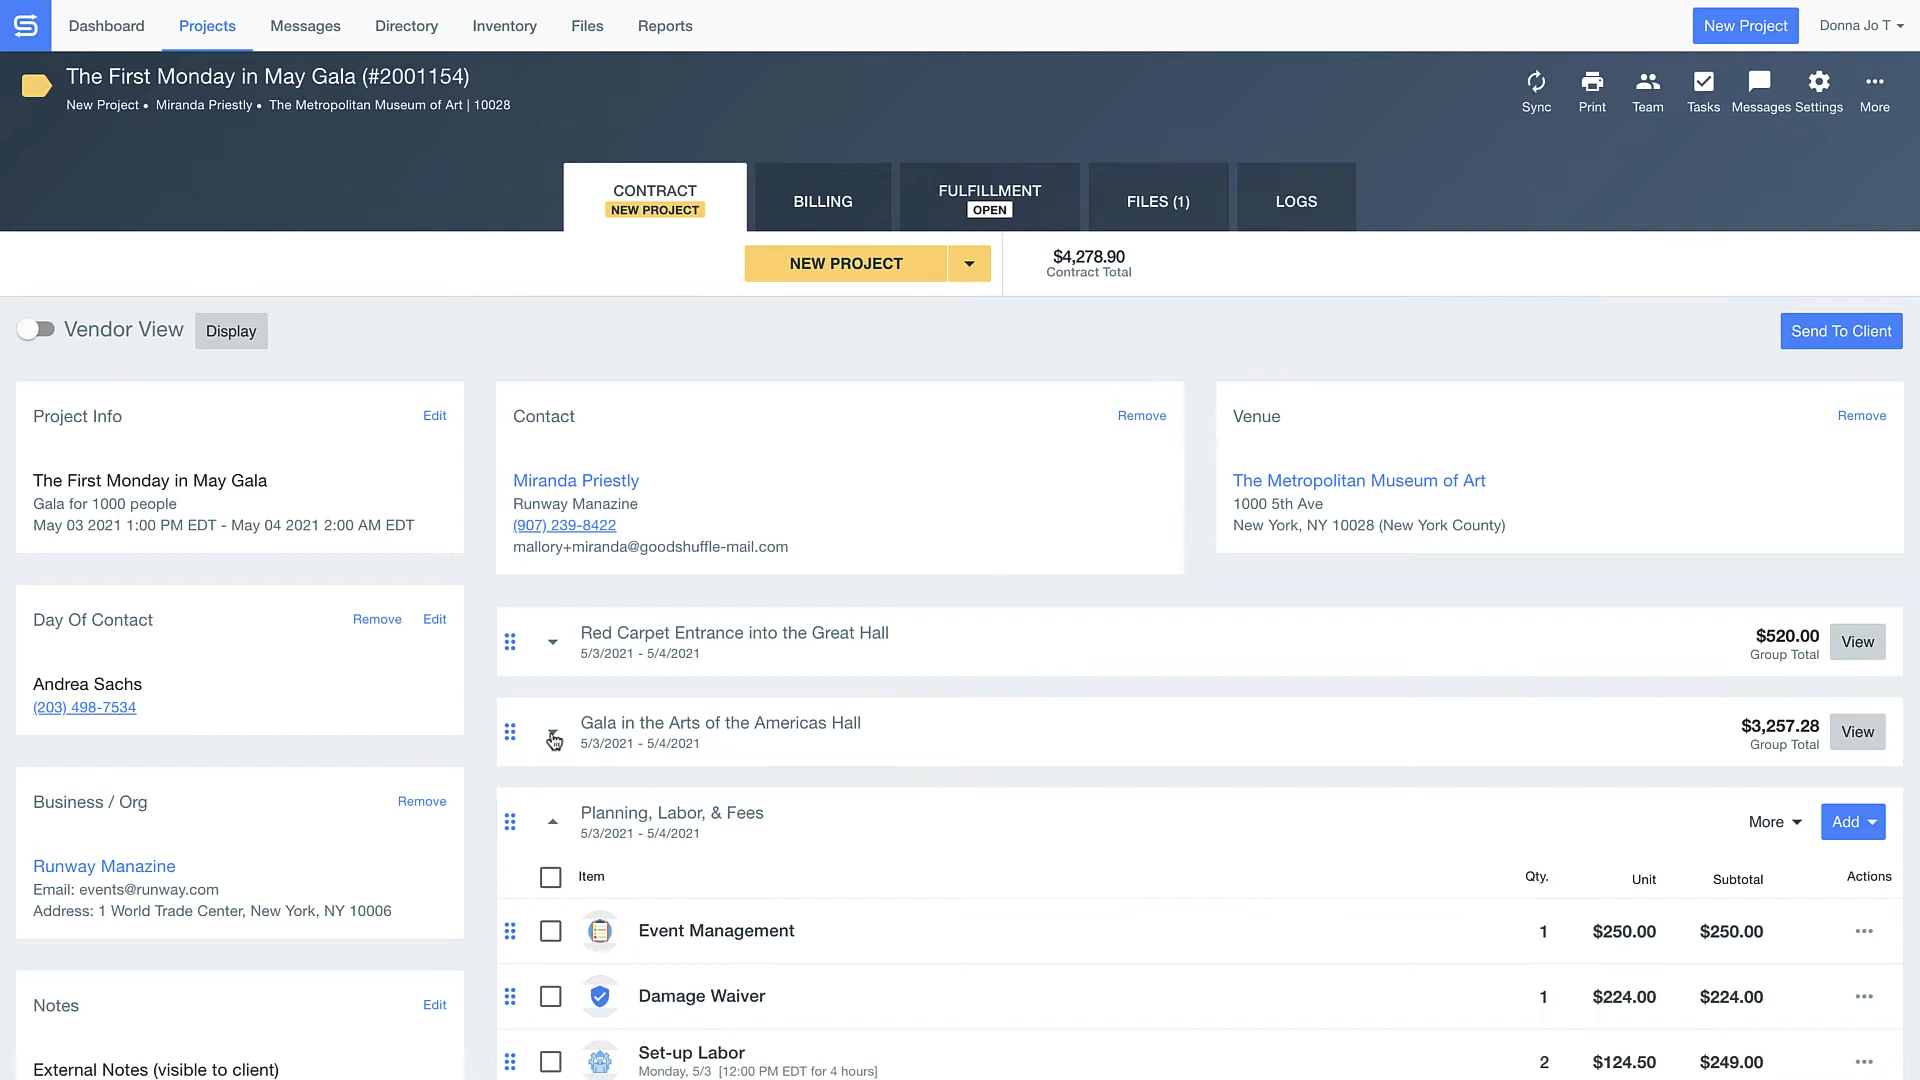 Dashboard
Projects
Messages
Directory
Inventory
Files
Reports
New Project
Donna Jo T
The First Monday in May Gala (#2001154)
New Project • Miranda Priestly • The Metropolitan Museum of Art | 10028
Sync
Print
Team
Tasks
Messages
Settings
More
CONTRACT
NEW PROJECT
BILLING
FULFILLMENT
OPEN
FILES (1)
LOGS
NEW PROJECT
$4,278.90
Contract Total
Vendor View
Display
Send To Client
Project Info
Edit
The First Monday in May Gala
Gala for 1000 people
May 03 2021 1:00 PM EDT - May 04 2021 2:00 AM EDT
Contact
Remove
Miranda Priestly
Runway Manazine
(907) 239-8422
mallory+miranda@goodshuffle-mail.com
Venue
Remove
The Metropolitan Museum of Art
1000 5th Ave
New York, NY 10028 (New York County)
Day Of Contact
Remove
Edit
Andrea Sachs
(203) 498-7534
Business / Org
Remove
Runway Manazine
Email: events@runway.com
Address: 1 World Trade Center, New York, NY 10006
Notes
Edit
External Notes (visible to client)
Red Carpet Entrance into the Great Hall
5/3/2021 - 5/4/2021
$520.00
Group Total
View
Gala in the Arts of the Americas Hall
5/3/2021 - 5/4/2021
$3,257.28
Group Total
View
Planning, Labor, & Fees
5/3/2021 - 5/4/2021
More
Add
Item
Qty.
Unit
Subtotal
Actions
Event Management
1
$250.00
$250.00
Damage Waiver
1
$224.00
$224.00
Set-up Labor
Monday, 5/3 [12:00 PM EDT for 4 hours]
2
$124.50
$249.00